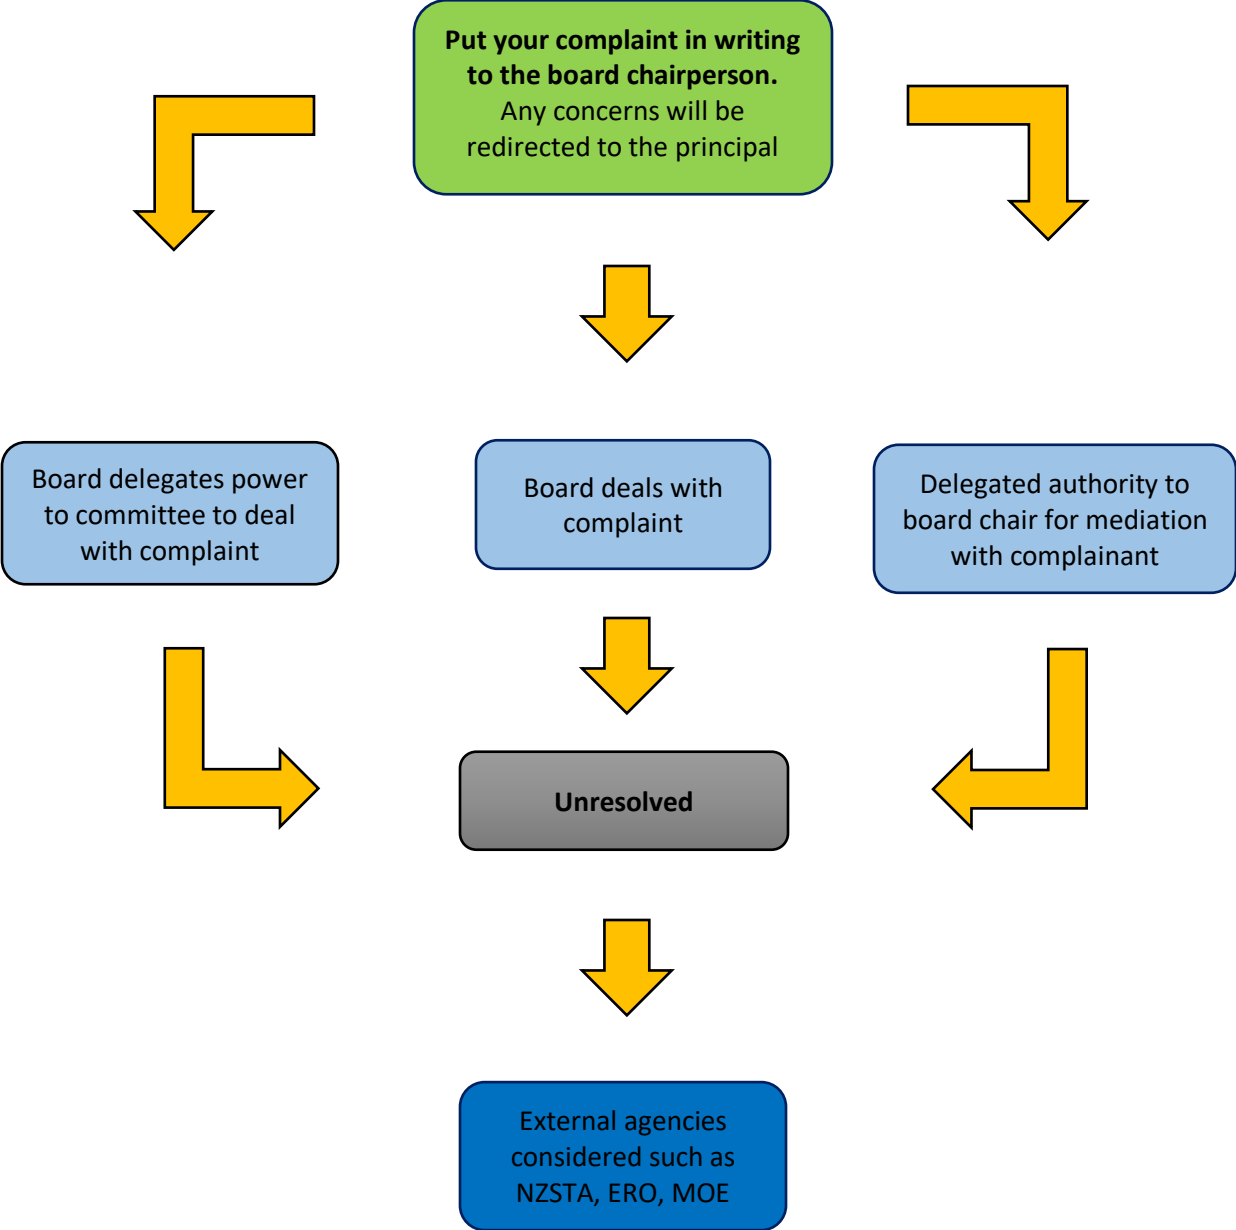 Put your complaint in writing
to the board chairperson.
Any concerns will be
redirected to the principal
Board delegates power
to committee to deal
with complaint
Board deals with
complaint
Delegated authority to
board chair for mediation
with complainant
Unresolved
External agencies
considered such as
NZSTA, ERO, MOE